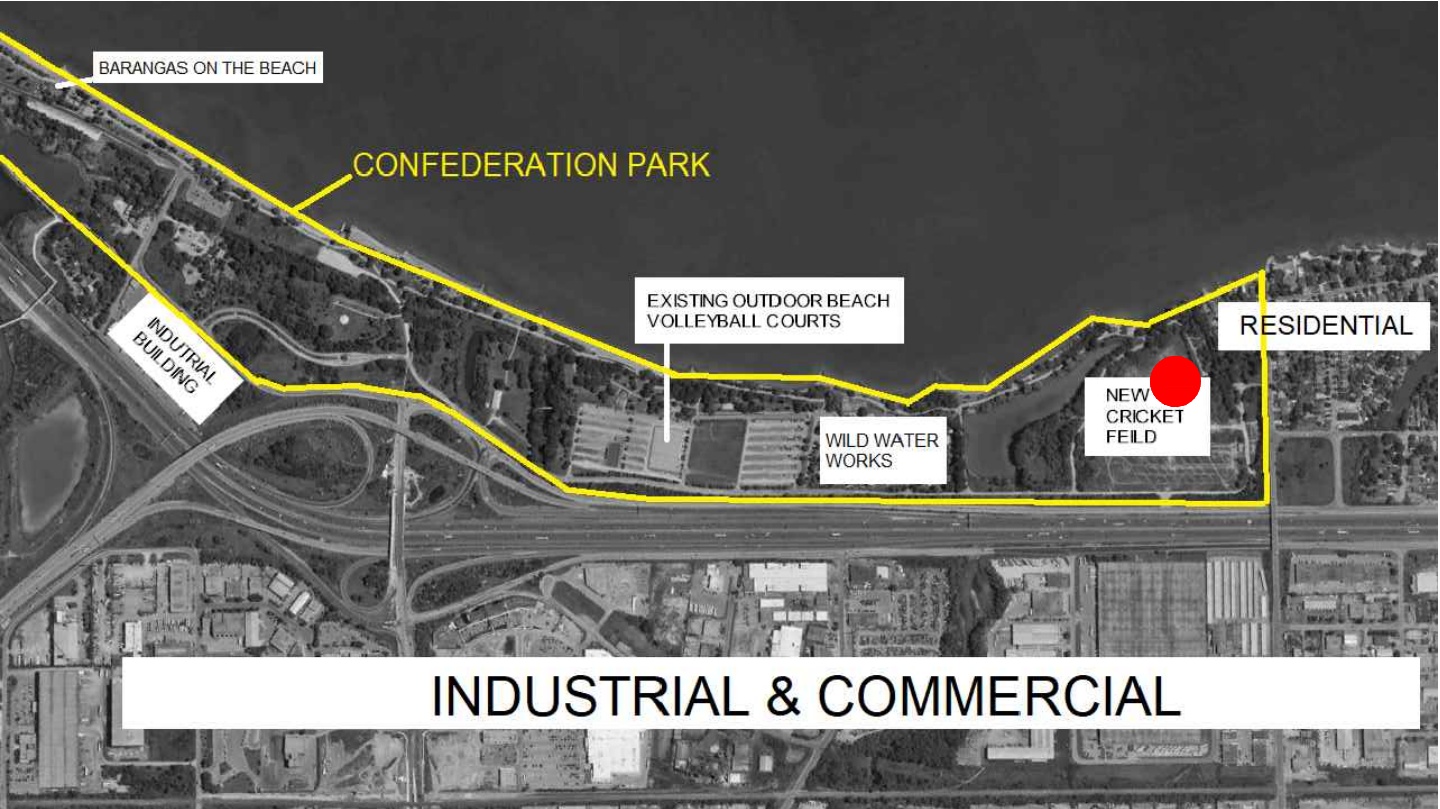 BARANGAS ON THE BEACH
CONFEDERATION PARK
EXISTING OUTDOOR BEACH
VOLLEYBALL COURTS
RESIDENTIAL
INDUTRIAL
BUILDING
NEW
CRICKET
FEILD
WILD WATER
WORKS
INDUSTRIAL & COMMERCIAL